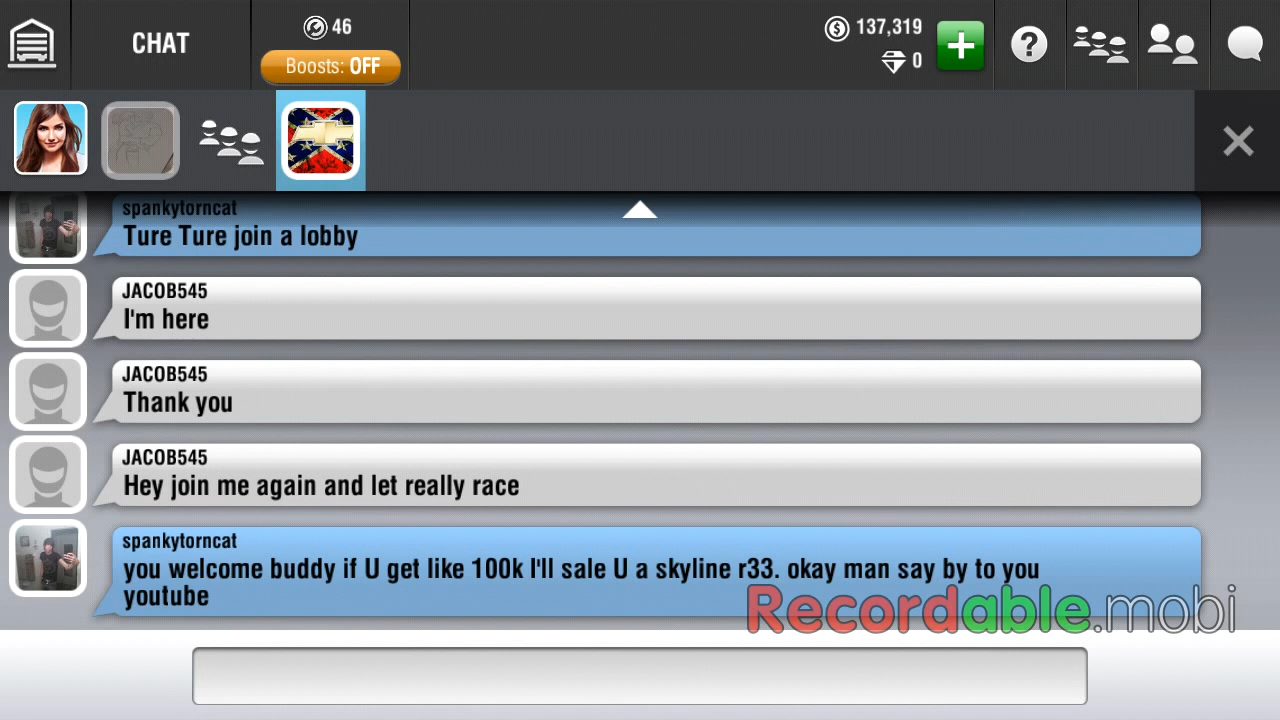 CHAT
46
Boosts: OFF
137,319
0
?
spankytorncat
Ture Ture join a lobby
JACOB545
I'm here
JACOB545
Thank you
JACOB545
Hey join me again and let really race
spankytorncat
you welcome buddy if U get like 100k I'll sale U a skyline r33. okay man say by to you
youtube
Recordable.mobi